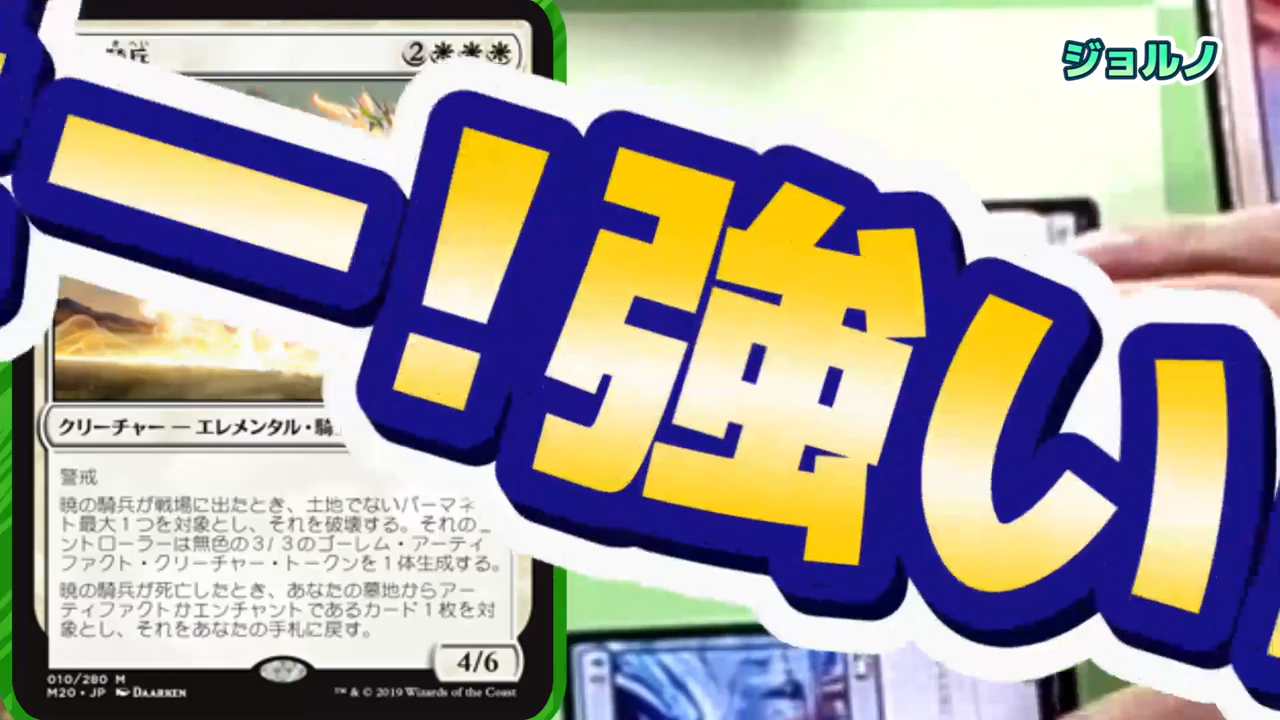 騎兵 2
ジョルノ
ー!強い
クリーチャー ― エレメンタル・騎
警戒
暁の騎兵が戦場に出たとき、土地でないパーマネ
ント最大1つを対象とし、それを破壊する。それのコ
ントローラーは無色の3/3のゴーレム・アーティ
ファクト・クリーチャー・トークンを1体生成する。
暁の騎兵が死亡したとき、あなたの墓地からアー
ティファクトかエンチャントであるカード1枚を対
象とし、それをあなたの手札に戻す。
4/6
010/280 M
M20・JP DAARKEN
™ & © 2019 Wizards of the Coast